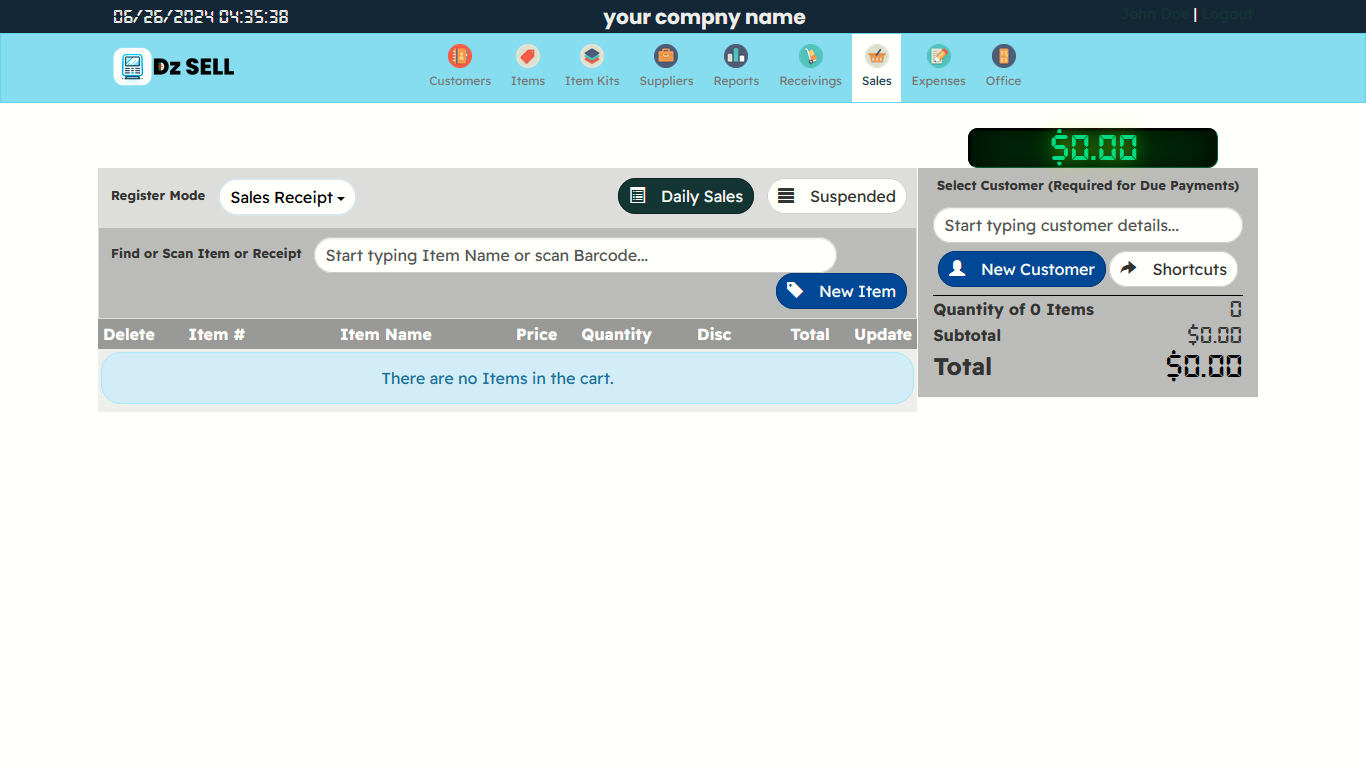 06/26/2024 04:35:38 your compny name John Doe | Logout
Dz SELL
Customers Items Item Kits Suppliers Reports Receivings Sales Expenses Office
$0.00
Register Mode Sales Receipt Daily Sales Suspended
Select Customer (Required for Due Payments)
Start typing customer details...
Find or Scan Item or Receipt Start typing Item Name or scan Barcode...
New Item
New Customer Shortcuts
Delete Item # Item Name Price Quantity Disc Total Update
There are no Items in the cart.
Quantity of 0 Items 0
Subtotal $0.00
Total $0.00